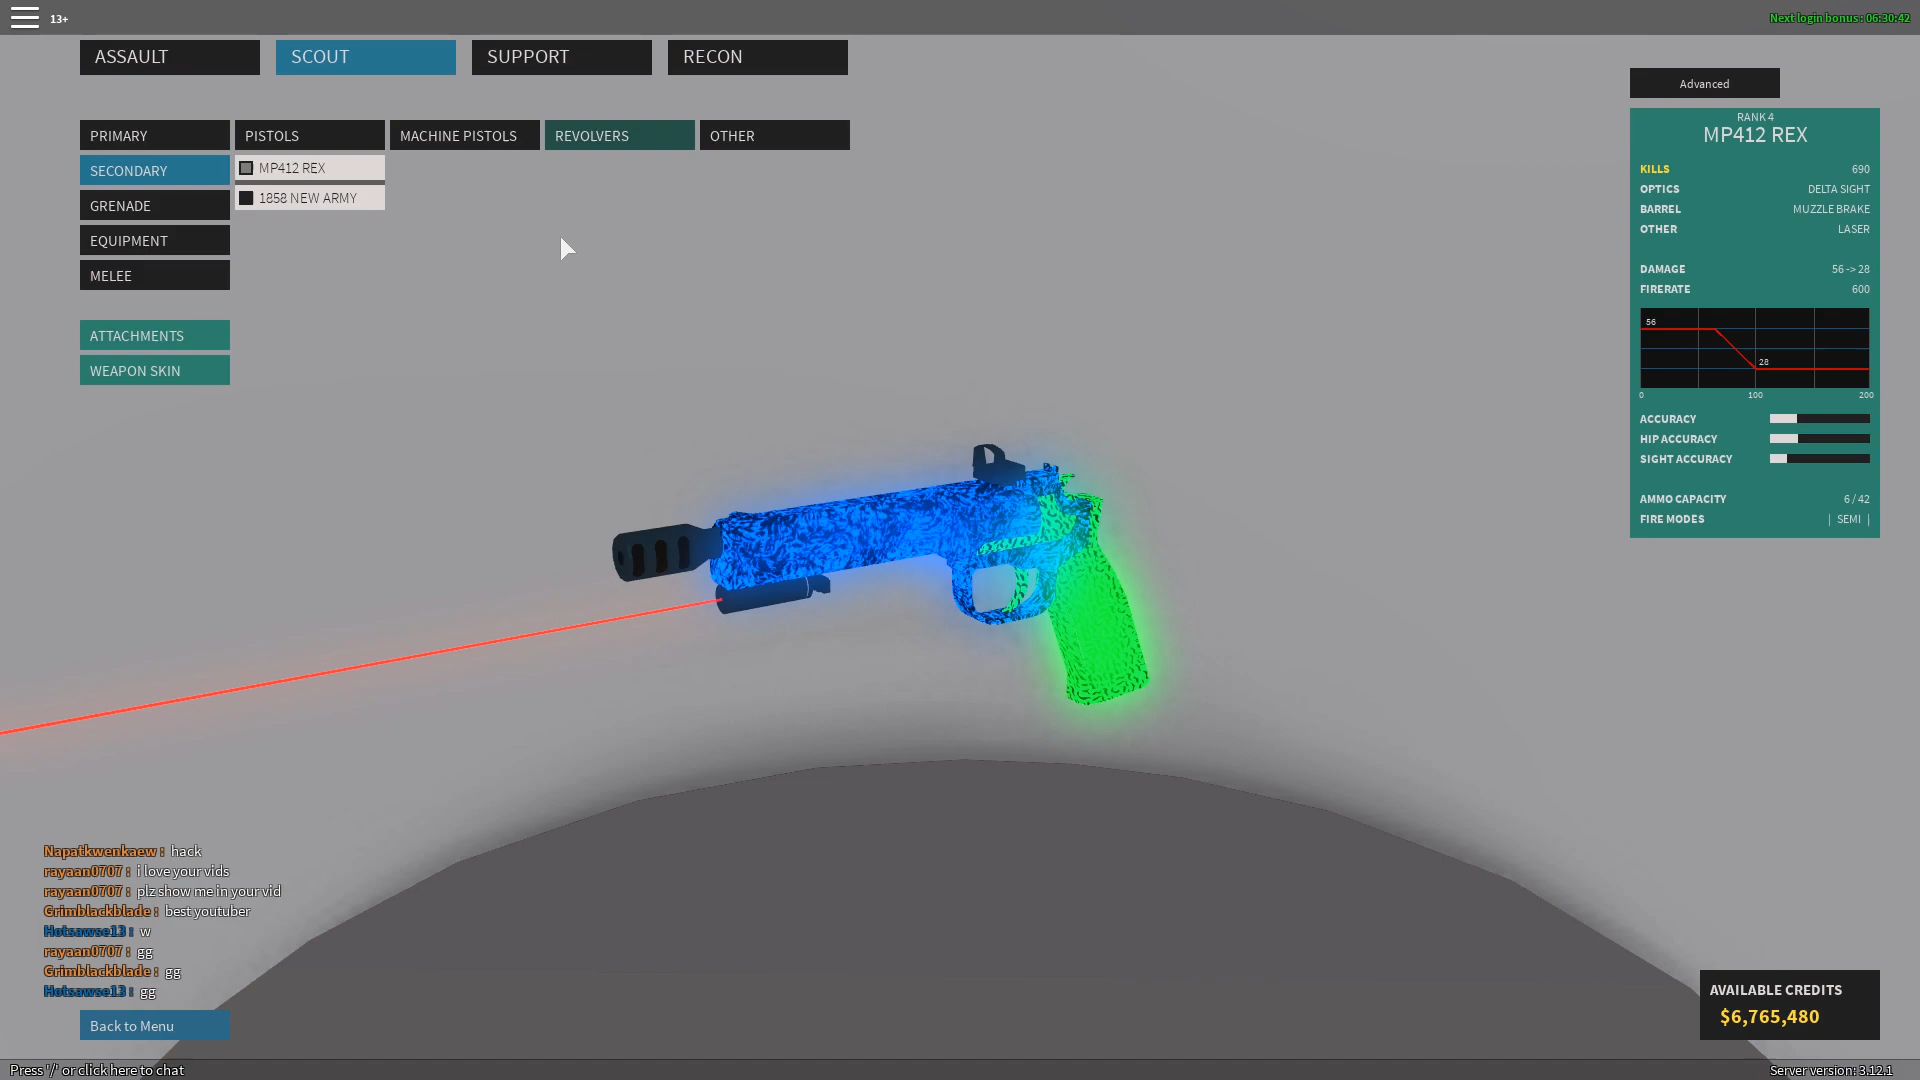 13+
Next login bonus : 06:30:42
ASSAULT
SCOUT
SUPPORT
RECON
PRIMARY
PISTOLS
MACHINE PISTOLS
REVOLVERS
OTHER
SECONDARY
MP412 REX
GRENADE
1858 NEW ARMY
EQUIPMENT
MELEE
ATTACHMENTS
WEAPON SKIN
Advanced
RANK 4
MP412 REX
KILLS 690
OPTICS DELTA SIGHT
BARREL MUZZLE BRAKE
OTHER LASER
DAMAGE 56 -> 28
FIRERATE 600
56
28
0 100 200
ACCURACY
HIP ACCURACY
SIGHT ACCURACY
AMMO CAPACITY 6 / 42
FIRE MODES | SEMI |
Napatkwenkaew : hack
rayaan0707 : i love your vids
rayaan0707 : plz show me in your vid
Grimblackblade : best youtuber
Hotsawse13 : w
rayaan0707 : gg
Grimblackblade : gg
Hotsawse13 : gg
Back to Menu
AVAILABLE CREDITS
$6,765,480
Press '/' or click here to chat
Server version: 3.12.1